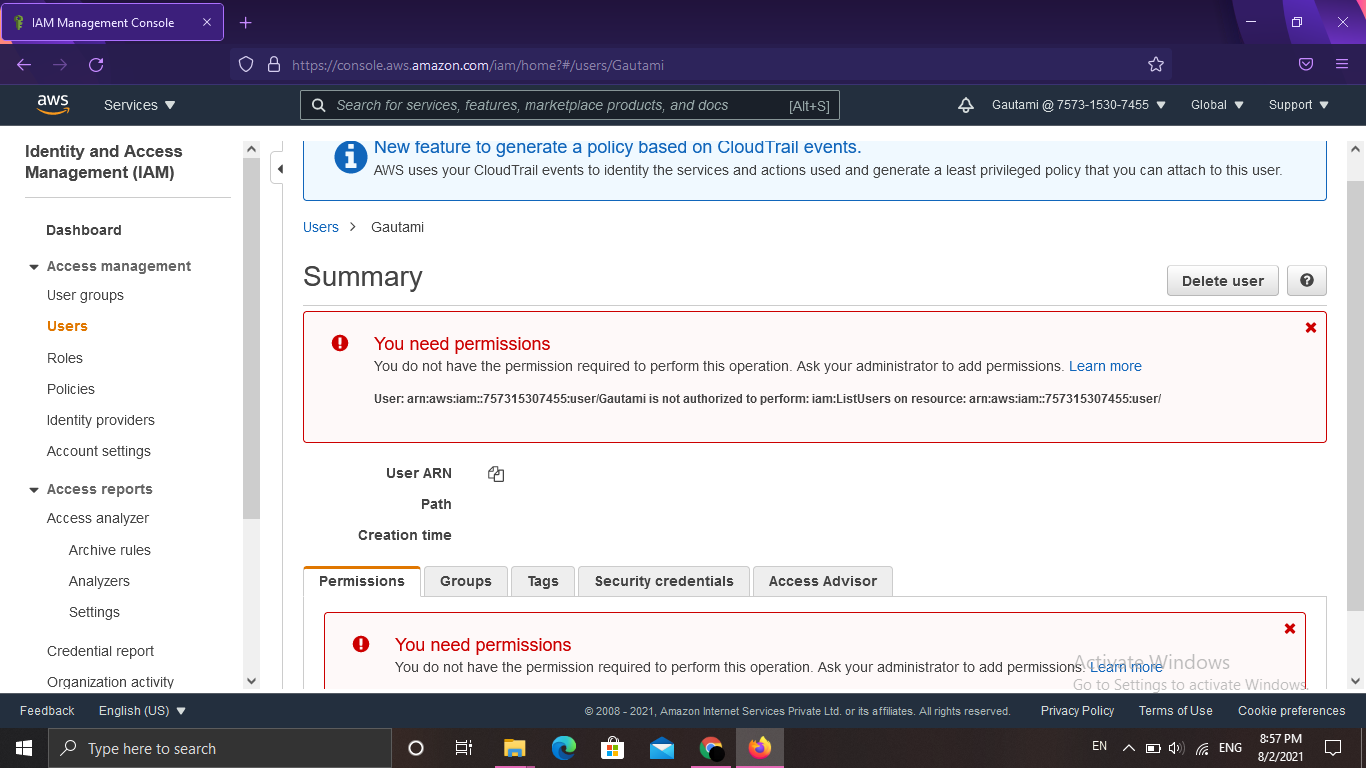 IAM Management Console
https://console.aws.amazon.com/iam/home?#/users/Gautami
aws
Services
Search for services, features, marketplace products, and docs
[Alt+S]
Gautami @ 7573-1530-7455
Global
Support
Identity and Access
Management (IAM)
Dashboard
Access management
User groups
Users
Roles
Policies
Identity providers
Account settings
Access reports
Access analyzer
Archive rules
Analyzers
Settings
Credential report
Organization activity
New feature to generate a policy based on CloudTrail events.
AWS uses your CloudTrail events to identify the services and actions used and generate a least privileged policy that you can attach to this user.
Users > Gautami
Summary
Delete user
You need permissions
You do not have the permission required to perform this operation. Ask your administrator to add permissions. Learn more
User: arn:aws:iam::757315307455:user/Gautami is not authorized to perform: iam:ListUsers on resource: arn:aws:iam::757315307455:user/
User ARN
Path
Creation time
Permissions
Groups
Tags
Security credentials
Access Advisor
You need permissions
You do not have the permission required to perform this operation. Ask your administrator to add permissions. Learn more
Activate Windows
Go to Settings to activate Windows.
Feedback
English (US)
© 2008 - 2021, Amazon Internet Services Private Ltd. or its affiliates. All rights reserved.
Privacy Policy
Terms of Use
Cookie preferences
Type here to search
EN
ENG
8:57 PM
8/2/2021